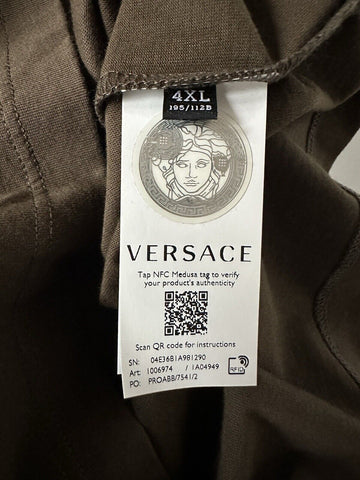 4XL
195/112B
VERSACE
Tap NFC Medusa tag to verify
your product's authenticity
Scan QR code for instructions
SN: 04E36B1A9B1290
Art: 1006974 / 1A04949
PO: PROABB/7541/2
RFID